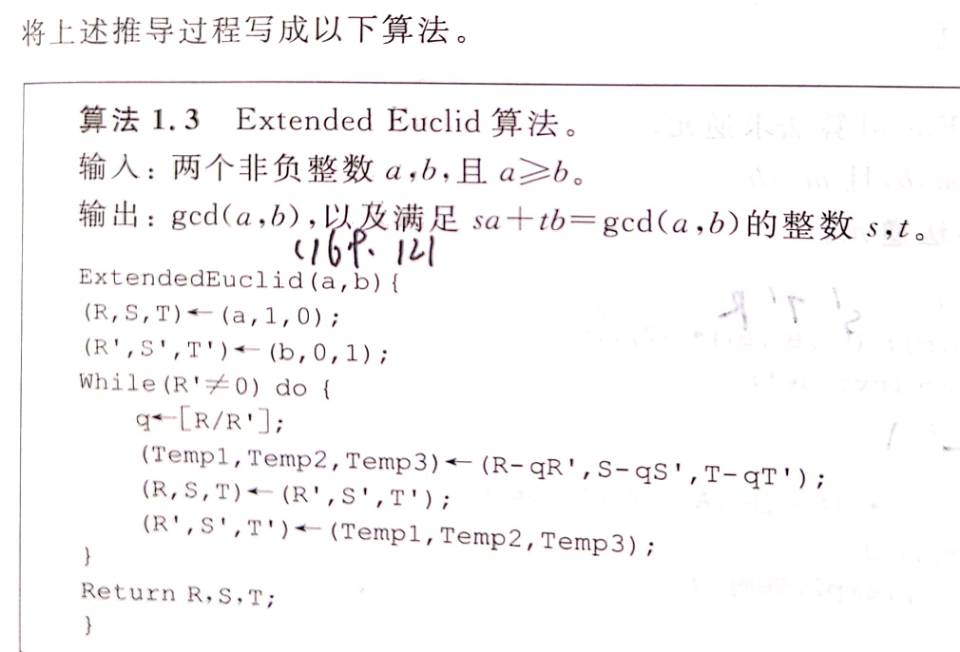 将上述推导过程写成以下算法。
算法 1.3 Extended Euclid 算法。
输入：两个非负整数 a,b,且 a⩾b。
输出：gcd(a,b),以及满足 sa+tb=gcd(a,b)的整数 s,t。
ExtendedEuclid(a,b){
(R,S,T)←(a,1,0);
(R',S',T')←(b,0,1);
While(R'≠0) do {
q←[R/R'];
(Temp1,Temp2,Temp3)←(R-qR',S-qS',T-qT');
(R,S,T)←(R',S',T');
(R',S',T')←(Temp1,Temp2,Temp3);
}
Return R,S,T;
}